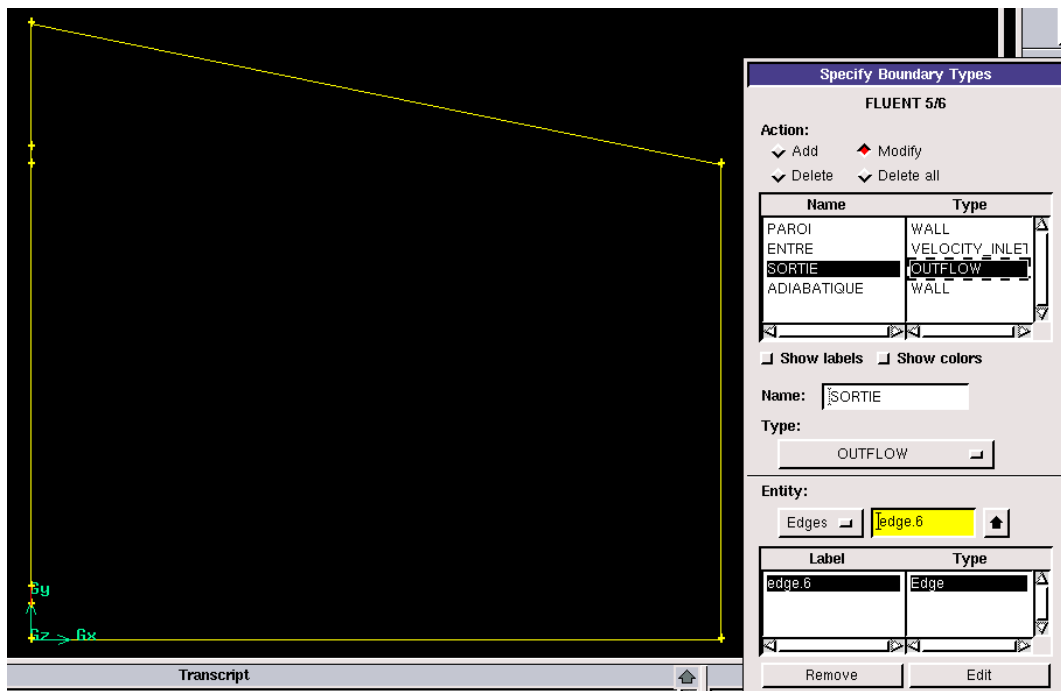 Specify Boundary Types
FLUENT 5/6
Action:
Add Modify
Delete Delete all
Name Type
PAROI WALL
ENTRE VELOCITY_INLET
SORTIE OUTFLOW
ADIABATIQUE WALL
Show labels Show colors
Name: SORTIE
Type:
OUTFLOW
Entity:
Edges edge.6
Label Type
edge.6 Edge
Remove Edit
Gy
Gz Gx
Transcript